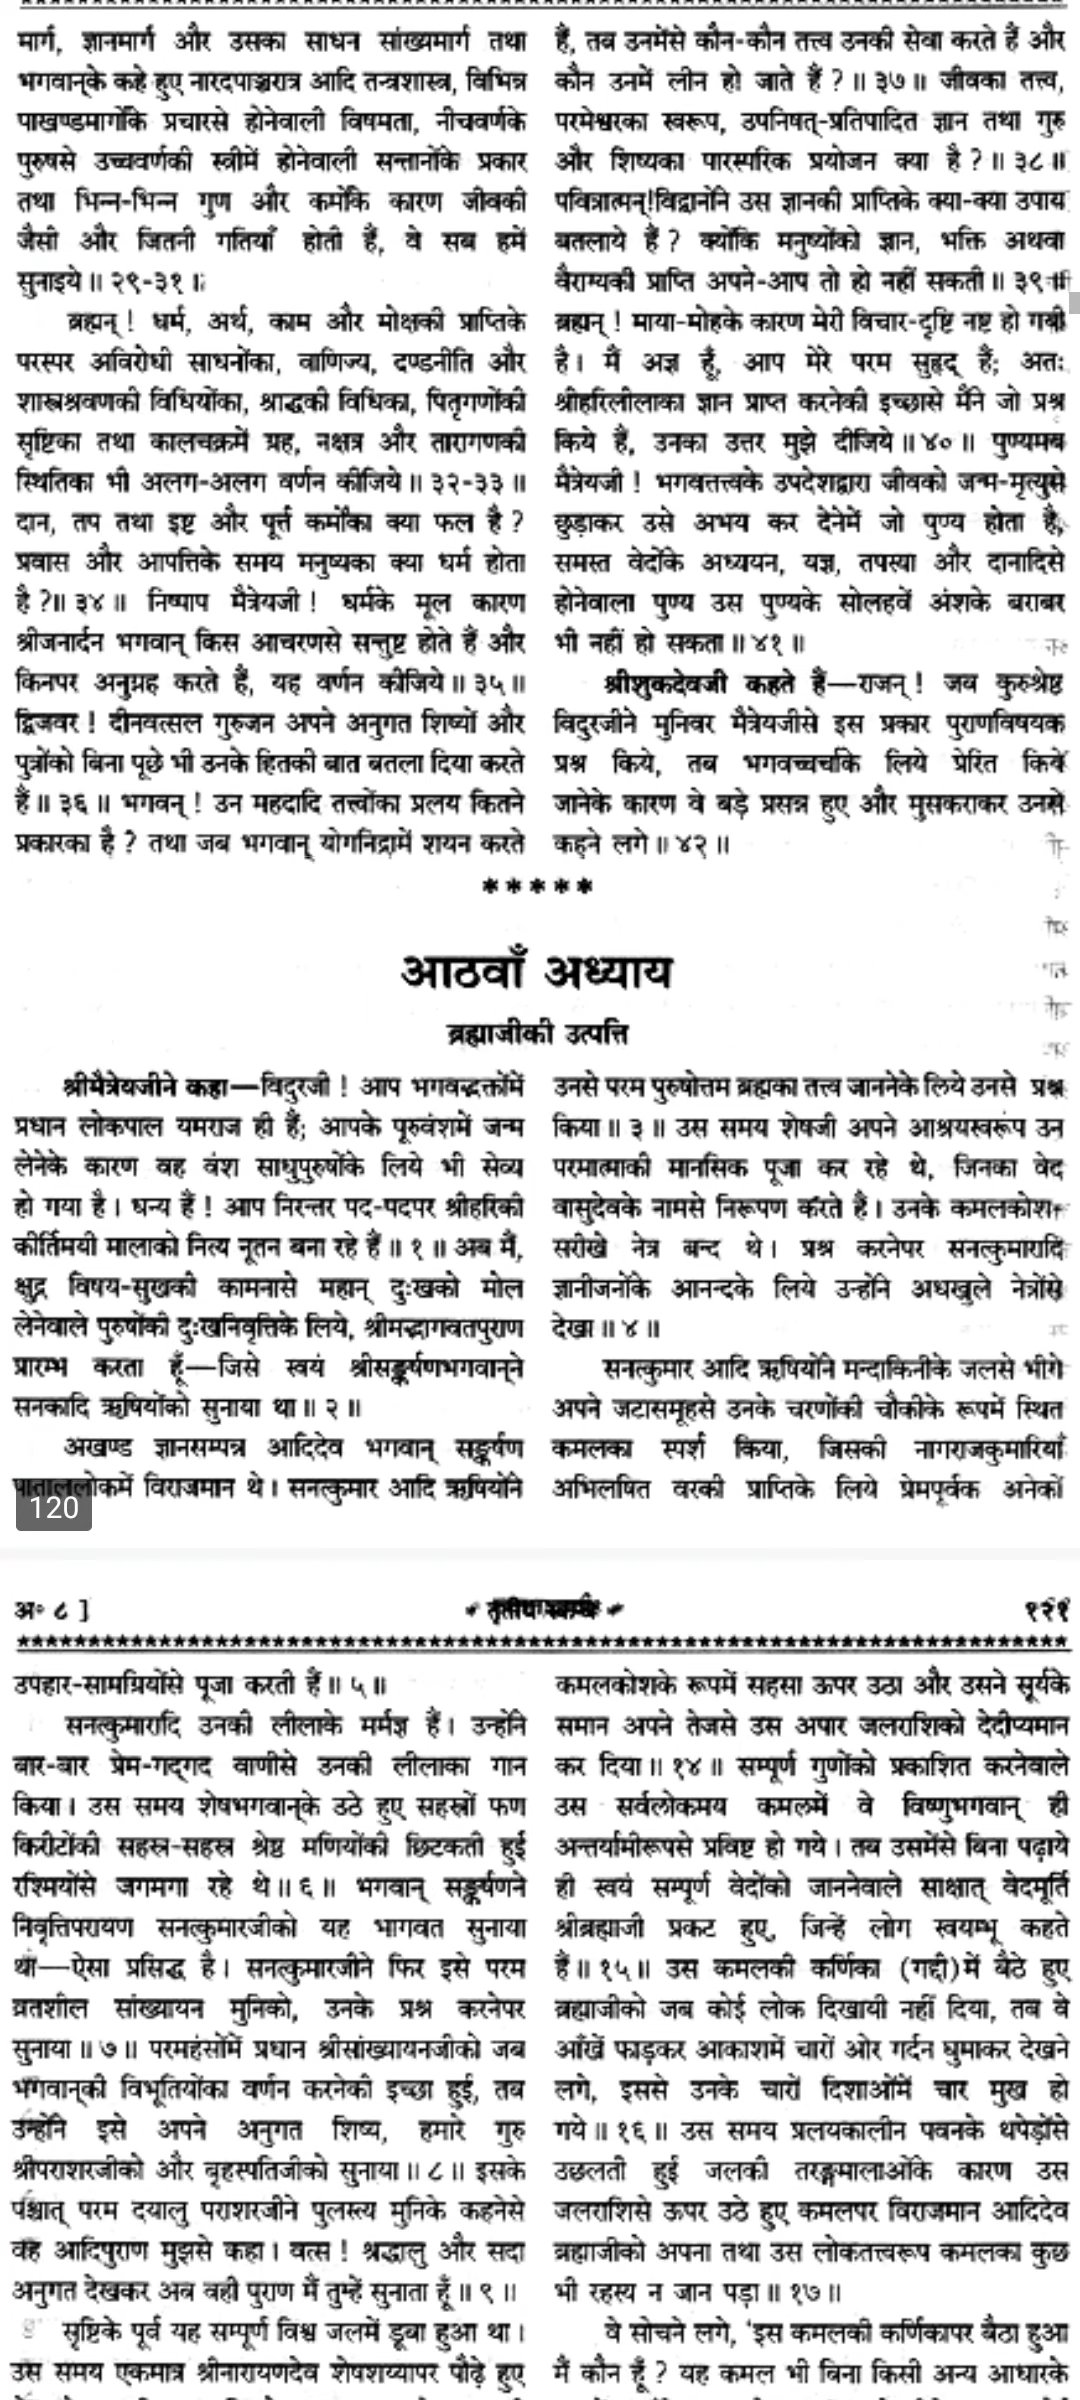 मार्ग, ज्ञानमार्ग और उसका साधन सांख्यमार्ग तथा
भगवान्‌के कहे हुए नारदपाञ्चरात्र आदि तन्त्रशास्त्र, विभिन्न
पाखण्डमार्गोंके प्रचारसे होनेवाली विषमता, नीचवर्णके
पुरुषसे उच्चवर्णकी स्त्रीमें होनेवाली सन्तानोंके प्रकार
तथा भिन्न-भिन्न गुण और कर्मोंके कारण जीवकी
जैसी और जितनी गतियाँ होती हैं, वे सब हमें
सुनाइये ॥ २९-३१ ॥
ब्रह्मन् ! धर्म, अर्थ, काम और मोक्षकी प्राप्तिके
परस्पर अविरोधी साधनोंका, वाणिज्य, दण्डनीति और
शास्त्रश्रवणकी विधियोंका, श्राद्धकी विधिका, पितृगणोंकी
सृष्टिका तथा कालचक्रमें ग्रह, नक्षत्र और तारागणकी
स्थितिका भी अलग-अलग वर्णन कीजिये ॥ ३२-३३ ॥
दान, तप तथा इष्ट और पूर्त्त कर्मोंका क्या फल है ?
प्रवास और आपत्तिके समय मनुष्यका क्या धर्म होता
है ?॥ ३४ ॥ निष्पाप मैत्रेयजी ! धर्मके मूल कारण
श्रीजनार्दन भगवान् किस आचरणसे सन्तुष्ट होते हैं और
किनपर अनुग्रह करते हैं, यह वर्णन कीजिये ॥ ३५ ॥
द्विजवर ! दीनवत्सल गुरुजन अपने अनुगत शिष्यों और
पुत्रोंको बिना पूछे भी उनके हितकी बात बतला दिया करते
हैं ॥ ३६ ॥ भगवन् ! उन महदादि तत्त्वोंका प्रलय कितने
प्रकारका है ? तथा जब भगवान् योगनिद्रामें शयन करते
हैं, तब उनमेंसे कौन-कौन तत्त्व उनकी सेवा करते हैं और
कौन उनमें लीन हो जाते हैं ? ॥ ३७ ॥ जीवका तत्त्व,
परमेश्वरका स्वरूप, उपनिषत्-प्रतिपादित ज्ञान तथा गुरु
और शिष्यका पारस्परिक प्रयोजन क्या है ? ॥ ३८ ॥
पवित्रात्मन्!विद्वानोंने उस ज्ञानकी प्राप्तिके क्या-क्या उपाय
बतलाये हैं ? क्योंकि मनुष्योंको ज्ञान, भक्ति अथवा
वैराग्यकी प्राप्ति अपने-आप तो हो नहीं सकती ॥ ३९ ॥
ब्रह्मन् ! माया-मोहके कारण मेरी विचार-दृष्टि नष्ट हो गयी
है । मैं अज्ञ हूँ, आप मेरे परम सुहृद् हैं; अतः
श्रीहरिलीलाका ज्ञान प्राप्त करनेकी इच्छासे मैंने जो प्रश्न
किये हैं, उनका उत्तर मुझे दीजिये ॥ ४० ॥ पुण्यमय
मैत्रेयजी ! भगवत्तत्त्वके उपदेशद्वारा जीवको जन्म-मृत्युसे
छुड़ाकर उसे अभय कर देनेमें जो पुण्य होता है,
समस्त वेदोंके अध्ययन, यज्ञ, तपस्या और दानादिसे
होनेवाला पुण्य उस पुण्यके सोलहवें अंशके बराबर
भी नहीं हो सकता ॥ ४१ ॥
श्रीशुकदेवजी कहते हैं—राजन् ! जब कुरुश्रेष्ठ
विदुरजीने मुनिवर मैत्रेयजीसे इस प्रकार पुराणविषयक
प्रश्न किये, तब भगवच्चर्चाके लिये प्रेरित किये
जानेके कारण वे बड़े प्रसन्न हुए और मुसकराकर उनसे
कहने लगे ॥ ४२ ॥
*****
आठवाँ अध्याय
ब्रह्माजीकी उत्पत्ति
श्रीमैत्रेयजीने कहा—विदुरजी ! आप भगवद्भक्तोंमें
प्रधान लोकपाल यमराज ही हैं; आपके पूरुवंशमें जन्म
लेनेके कारण वह वंश साधुपुरुषोंके लिये भी सेव्य
हो गया है । धन्य हैं ! आप निरन्तर पद-पदपर श्रीहरिकी
कीर्तिमयी मालाको नित्य नूतन बना रहे हैं ॥ १ ॥ अब मैं,
क्षुद्र विषय-सुखकी कामनासे महान् दुःखको मोल
लेनेवाले पुरुषोंकी दुःखनिवृत्तिके लिये, श्रीमद्भागवतपुराण
प्रारम्भ करता हूँ—जिसे स्वयं श्रीसङ्कर्षणभगवान्‌ने
सनकादि ऋषियोंको सुनाया था ॥ २ ॥
अखण्ड ज्ञानसम्पन्न आदिदेव भगवान् सङ्कर्षण
पाताललोकमें विराजमान थे । सनत्कुमार आदि ऋषियोंने
उनसे परम पुरुषोत्तम ब्रह्मका तत्त्व जाननेके लिये उनसे प्रश्न
किया ॥ ३ ॥ उस समय शेषजी अपने आश्रयस्वरूप उन
परमात्माकी मानसिक पूजा कर रहे थे, जिनका वेद
वासुदेवके नामसे निरूपण करते हैं । उनके कमलकोश-
सरीखे नेत्र बन्द थे । प्रश्न करनेपर सनत्कुमारादि
ज्ञानीजनोंके आनन्दके लिये उन्होंने अधखुले नेत्रोंसे
देखा ॥ ४ ॥
सनत्कुमार आदि ऋषियोंने मन्दाकिनीके जलसे भीगे
अपने जटासमूहसे उनके चरणोंकी चौकीके रूपमें स्थित
कमलका स्पर्श किया, जिसकी नागराजकुमारियाँ
अभिलषित वरकी प्राप्तिके लिये प्रेमपूर्वक अनेकों
120
अ० ८ ]
१२१
उपहार-सामग्रियोंसे पूजा करती हैं ॥ ५ ॥
सनत्कुमारादि उनकी लीलाके मर्मज्ञ हैं । उन्होंने
बार-बार प्रेम-गद्‌गद वाणीसे उनकी लीलाका गान
किया । उस समय शेषभगवान्‌के उठे हुए सहस्रों फण
किरीटोंकी सहस्र-सहस्र श्रेष्ठ मणियोंकी छिटकती हुई
रश्मियोंसे जगमगा रहे थे ॥ ६ ॥ भगवान् सङ्कर्षणने
निवृत्तिपरायण सनत्कुमारजीको यह भागवत सुनाया
था—ऐसा प्रसिद्ध है । सनत्कुमारजीने फिर इसे परम
व्रतशील सांख्यायन मुनिको, उनके प्रश्न करनेपर
सुनाया ॥ ७ ॥ परमहंसोंमें प्रधान श्रीसांख्यायनजीको जब
भगवान्‌की विभूतियोंका वर्णन करनेकी इच्छा हुई, तब
उन्होंने इसे अपने अनुगत शिष्य, हमारे गुरु
श्रीपराशरजीको और बृहस्पतिजीको सुनाया ॥ ८ ॥ इसके
पश्चात् परम दयालु पराशरजीने पुलस्त्य मुनिके कहनेसे
वह आदिपुराण मुझसे कहा । वत्स ! श्रद्धालु और सदा
अनुगत देखकर अब वही पुराण मैं तुम्हें सुनाता हूँ ॥ ९ ॥
सृष्टिके पूर्व यह सम्पूर्ण विश्व जलमें डूबा हुआ था ।
उस समय एकमात्र श्रीनारायणदेव शेषशय्यापर पौढ़े हुए
कमलकोशके रूपमें सहसा ऊपर उठा और उसने सूर्यके
समान अपने तेजसे उस अपार जलराशिको देदीप्यमान
कर दिया ॥ १४ ॥ सम्पूर्ण गुणोंको प्रकाशित करनेवाले
उस सर्वलोकमय कमलमें वे विष्णुभगवान् ही
अन्तर्यामीरूपसे प्रविष्ट हो गये । तब उसमेंसे बिना पढ़ाये
ही स्वयं सम्पूर्ण वेदोंको जाननेवाले साक्षात् वेदमूर्ति
श्रीब्रह्माजी प्रकट हुए, जिन्हें लोग स्वयम्भू कहते
हैं ॥ १५ ॥ उस कमलकी कर्णिका (गद्दी)में बैठे हुए
ब्रह्माजीको जब कोई लोक दिखायी नहीं दिया, तब वे
आँखें फाड़कर आकाशमें चारों ओर गर्दन घुमाकर देखने
लगे, इससे उनके चारों दिशाओंमें चार मुख हो
गये ॥ १६ ॥ उस समय प्रलयकालीन पवनके थपेड़ोंसे
उछलती हुई जलकी तरङ्गमालाओंके कारण उस
जलराशिसे ऊपर उठे हुए कमलपर विराजमान आदिदेव
ब्रह्माजीको अपना तथा उस लोकतत्त्वरूप कमलका कुछ
भी रहस्य न जान पड़ा ॥ १७ ॥
वे सोचने लगे, ‘इस कमलकी कर्णिकापर बैठा हुआ
मैं कौन हूँ ? यह कमल भी बिना किसी अन्य आधारके